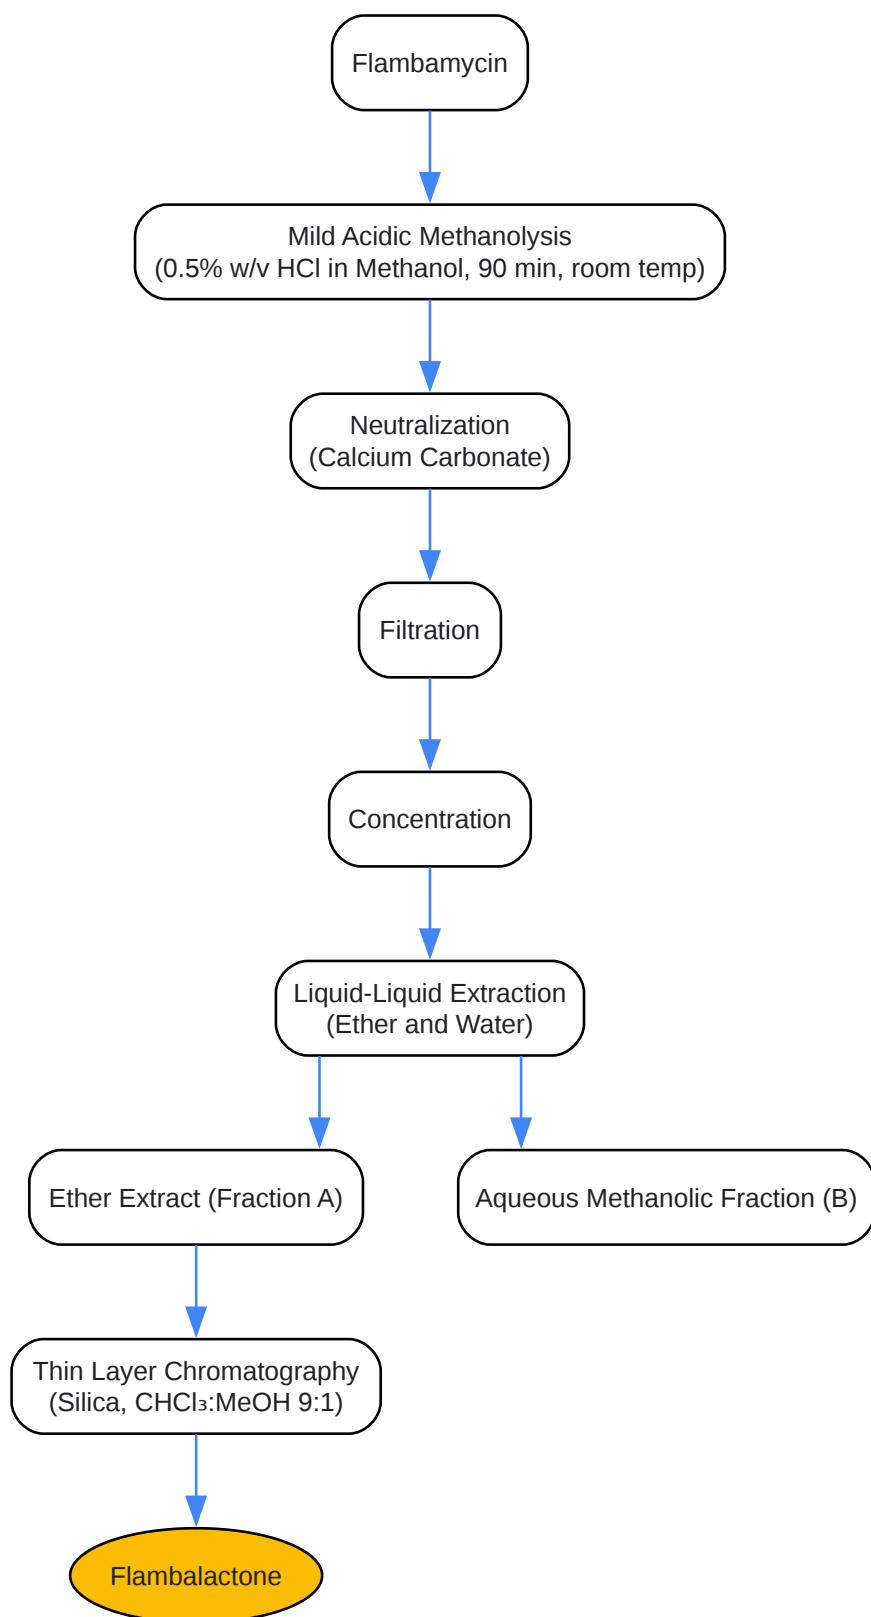 Flambamycin
Mild Acidic Methanolysis
(0.5% w/v HCl in Methanol, 90 min, room temp)
Neutralization
(Calcium Carbonate)
Filtration
Concentration
Liquid-Liquid Extraction
(Ether and Water)
Ether Extract (Fraction A)
Aqueous Methanolic Fraction (B)
Thin Layer Chromatography
(Silica, CHCl₃:MeOH 9:1)
Flambalactone